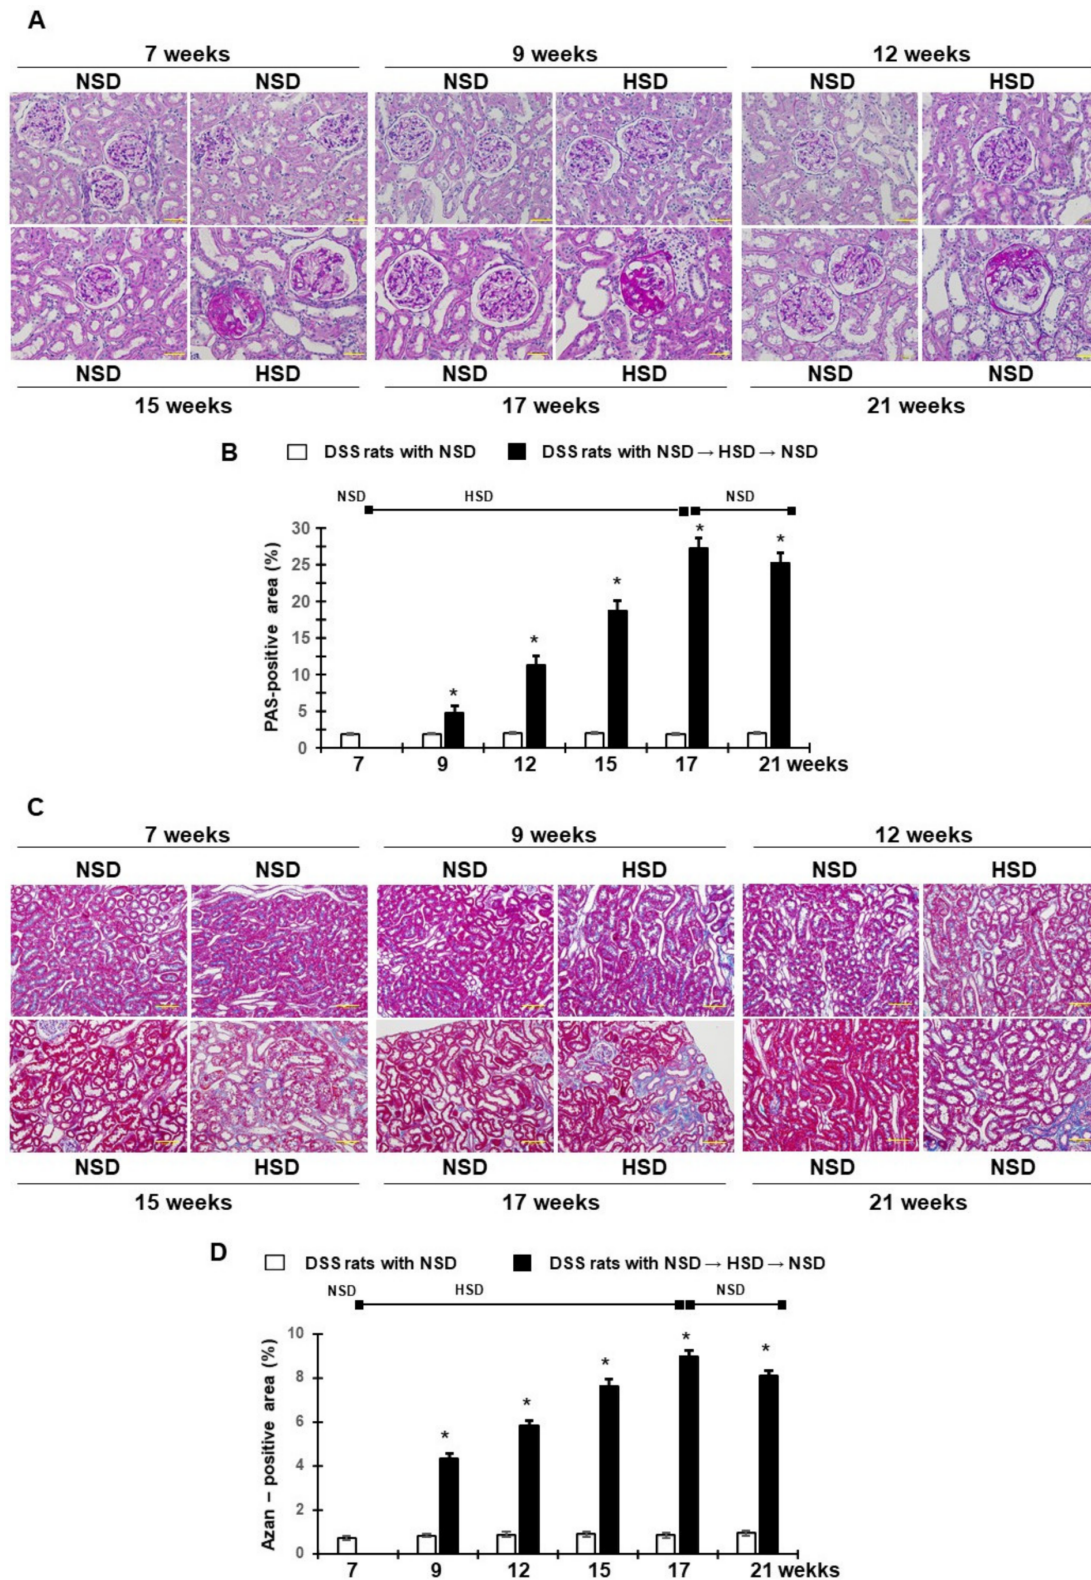 A
7 weeks 9 weeks 12 weeks
NSD NSD NSD HSD NSD HSD
NSD HSD NSD HSD NSD NSD
15 weeks 17 weeks 21 weeks
B
DSS rats with NSD DSS rats with NSD→HSD→NSD
NSD HSD NSD
PAS-positive area (%)
30
25
20
15
10
5
0
* * * * *
7 9 12 15 17 21 weeks
C
7 weeks 9 weeks 12 weeks
NSD NSD NSD HSD NSD HSD
NSD HSD NSD HSD NSD NSD
15 weeks 17 weeks 21 weeks
D
DSS rats with NSD DSS rats with NSD→HSD→NSD
NSD HSD NSD
Azan – positive area (%)
10
8
6
4
2
0
* * * * *
7 9 12 15 17 21 wekks